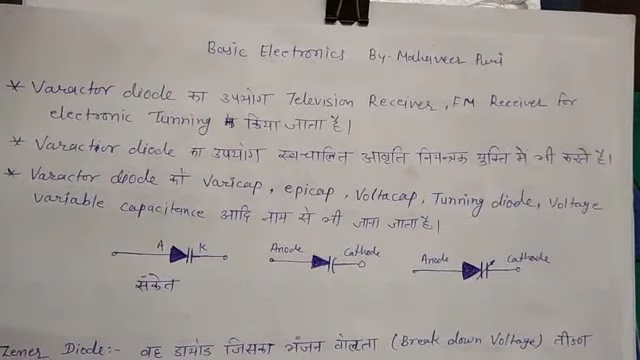 Basic Electronics By- Mahaveer Puri
* Varactor diode का उपयोग Television Receiver, FM Receiver for
electronic Tunning किया जाता है।
* Varactior diode का उपयोग स्वचालित आवृत्ति नियन्त्रक युक्ति में भी करते है।
* Varactor diode को Varicap, epicap, Voltacap, Tunning diode, Voltage
variable capacitance आदि नाम से भी जाना जाता है।
A K Anode Cathode Anode Cathode
संकेत
Zener Diode:- वह डायोड जिसका भंजन वोल्टता (Break down Voltage) तीक्ष्ण